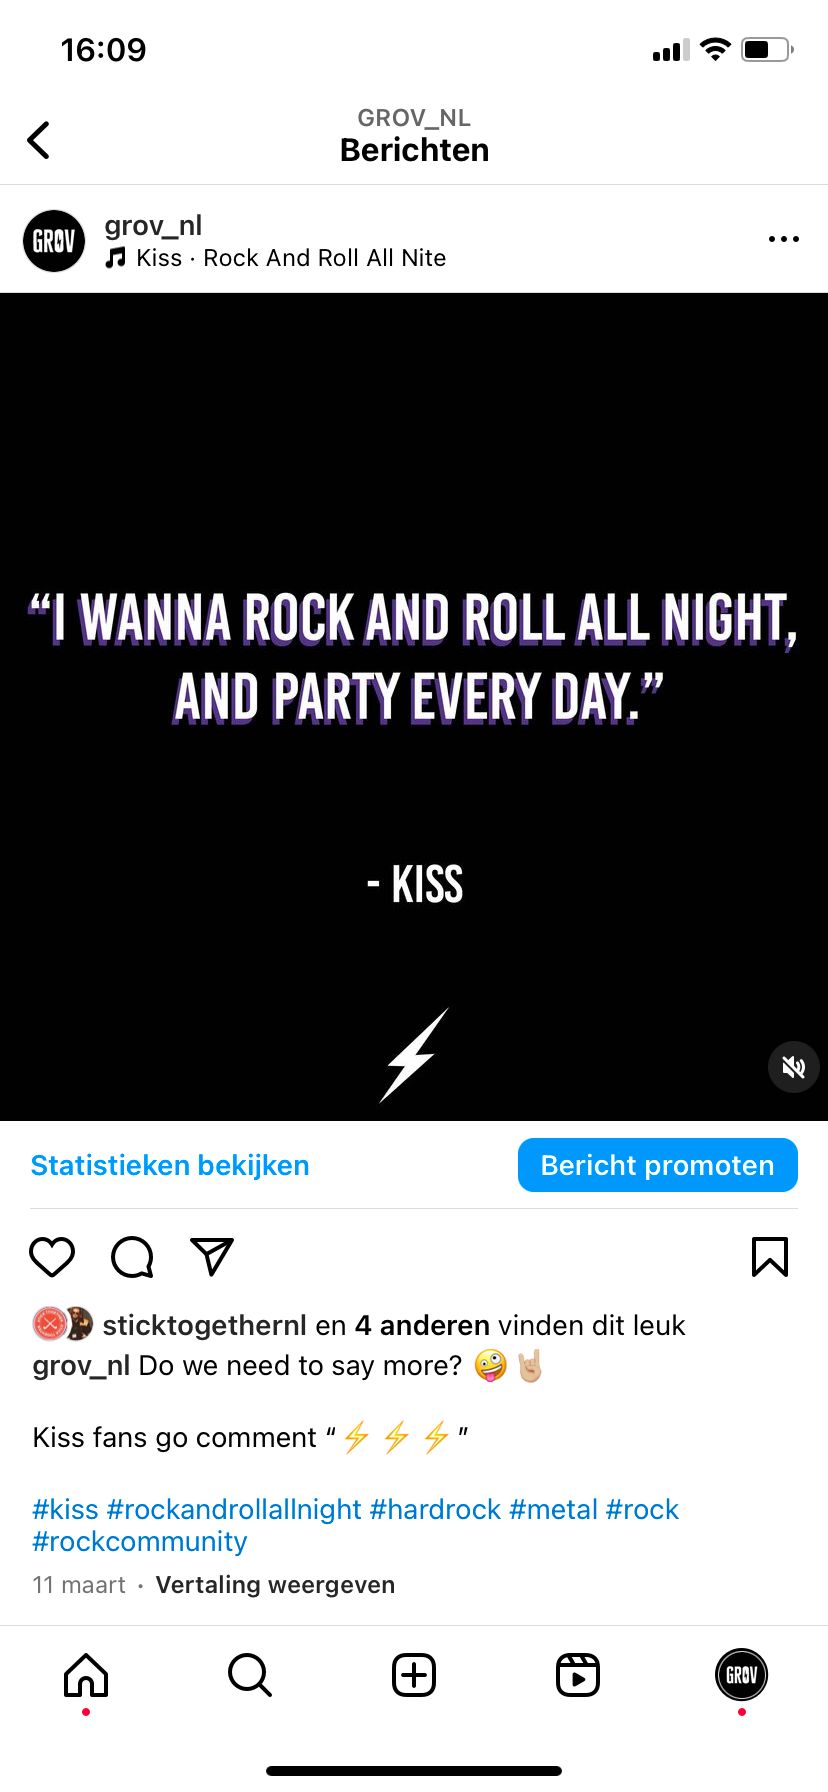 16:09
GROV_NL
Berichten
GRØV
grov_nl
Kiss · Rock And Roll All Nite
“I WANNA ROCK AND ROLL ALL NIGHT,
AND PARTY EVERY DAY.”
- KISS
Statistieken bekijken
Bericht promoten
sticktogethernl en 4 anderen vinden dit leuk
grov_nl Do we need to say more? 🤪🤘🏼
Kiss fans go comment “⚡⚡⚡”
#kiss #rockandrollallnight #hardrock #metal #rock
#rockcommunity
11 maart · Vertaling weergeven
GRØV